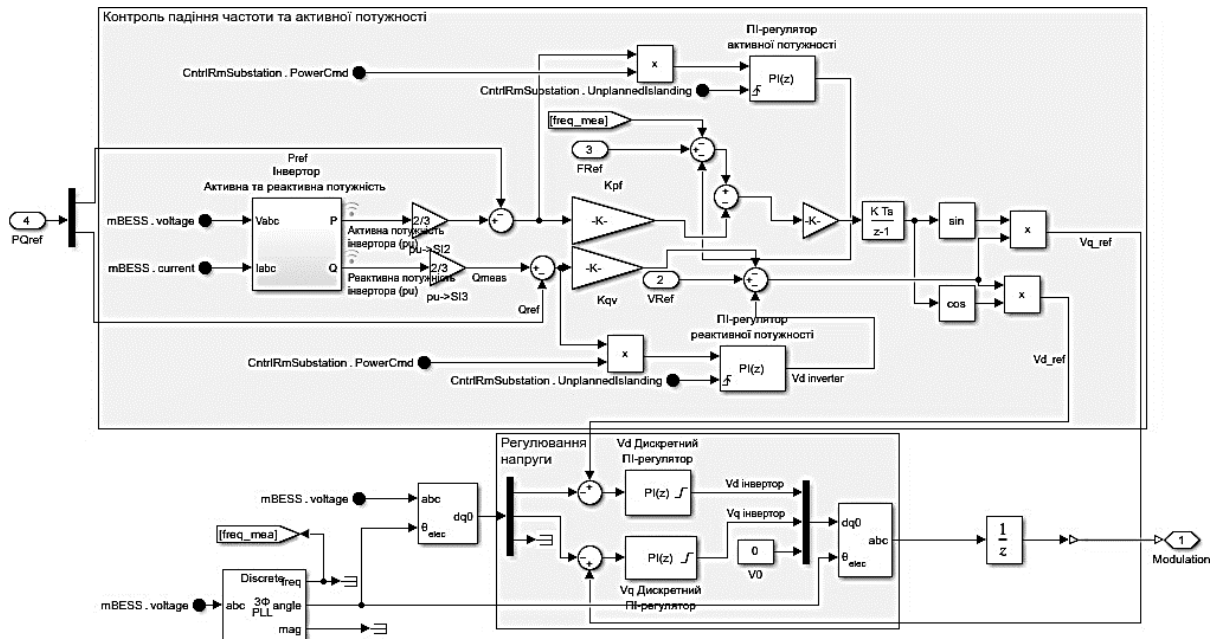 Контроль падіння частоти та активної потужності
ПІ-регулятор
активної потужності
CntrlRmSubstation . PowerCmd
x
PI(z)
CntrlRmSubstation . UnplannedIslanding
[freq_mea]
3
FRef
Pref
Інвертор
Активна та реактивна потужність
Kpf
4
PQref
mBESS . voltage
Vabc
P
2/3
Активна потужність
інвертора (pu)
pu->SI2
-K-
-K-
K Ts
z-1
sin
x
Vq_ref
mBESS . current
Iabc
Q
2/3
Реактивна потужність
інвертора (pu)
pu->SI3
Qmeas
Qref
-K-
Kqv
2
VRef
cos
x
Vd_ref
ПІ-регулятор
реактивної потужності
x
PI(z)
Vd inverter
CntrlRmSubstation . PowerCmd
CntrlRmSubstation . UnplannedIslanding
Регулювання
напруги
Vd Дискретний
ПІ-регулятор
PI(z)
Vd інвертор
mBESS . voltage
abc
θelec
dq0
Vq інвертор
PI(z)
Vq Дискретний
ПІ-регулятор
0
V0
dq0
θelec
abc
1
z
1
Modulation
[freq_mea]
mBESS . voltage
abc
Discrete
3Ф
PLL
freq
angle
mag